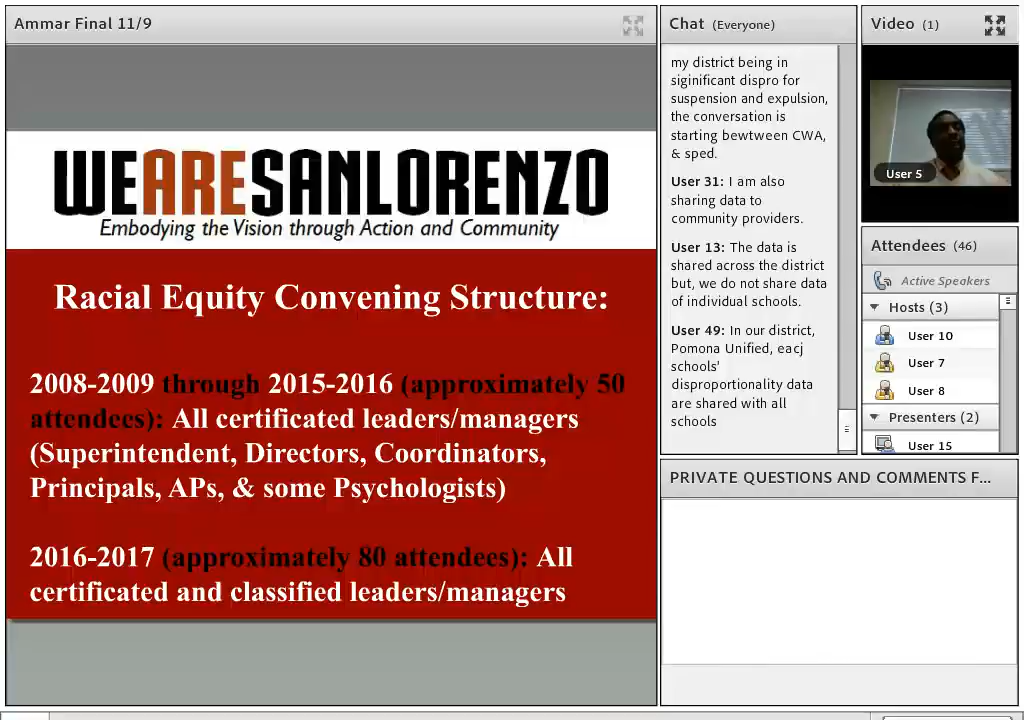 Ammar Final 11/9
WEARESANLORENZO
Embodying the Vision through Action and Community
Racial Equity Convening Structure:
2008-2009 through 2015-2016 (approximately 50
attendees): All certificated leaders/managers
(Superintendent, Directors, Coordinators,
Principals, APs, & some Psychologists)
2016-2017 (approximately 80 attendees): All
certificated and classified leaders/managers
Chat (Everyone)
my district being in
siginificant dispro for
suspension and expulsion,
the conversation is
starting bewtween CWA,
& sped.
User 31: I am also
sharing data to
community providers.
User 13: The data is
shared across the district
but, we do not share data
of individual schools.
User 49: In our district,
Pomona Unified, eacj
schools'
disproportionality data
are shared with all
schools
Video (1)
User 5
Attendees (46)
Active Speakers
Hosts (3)
User 10
User 7
User 8
Presenters (2)
User 15
PRIVATE QUESTIONS AND COMMENTS F...